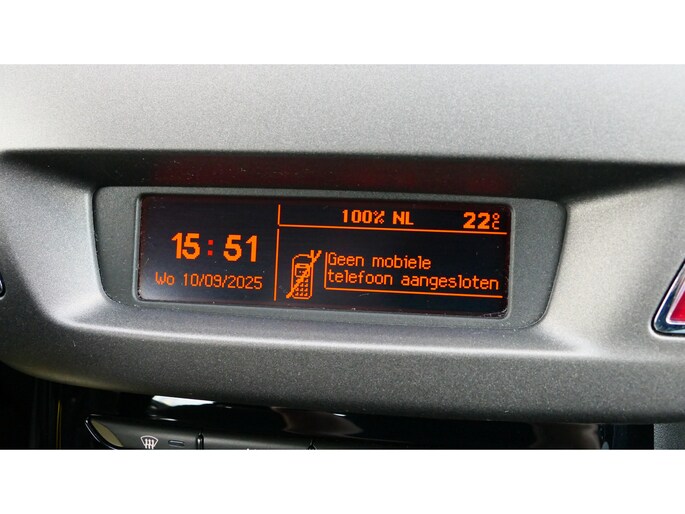 100% NL 22°C
15:51
Geen mobiele
telefoon aangesloten
Wo 10/09/2025